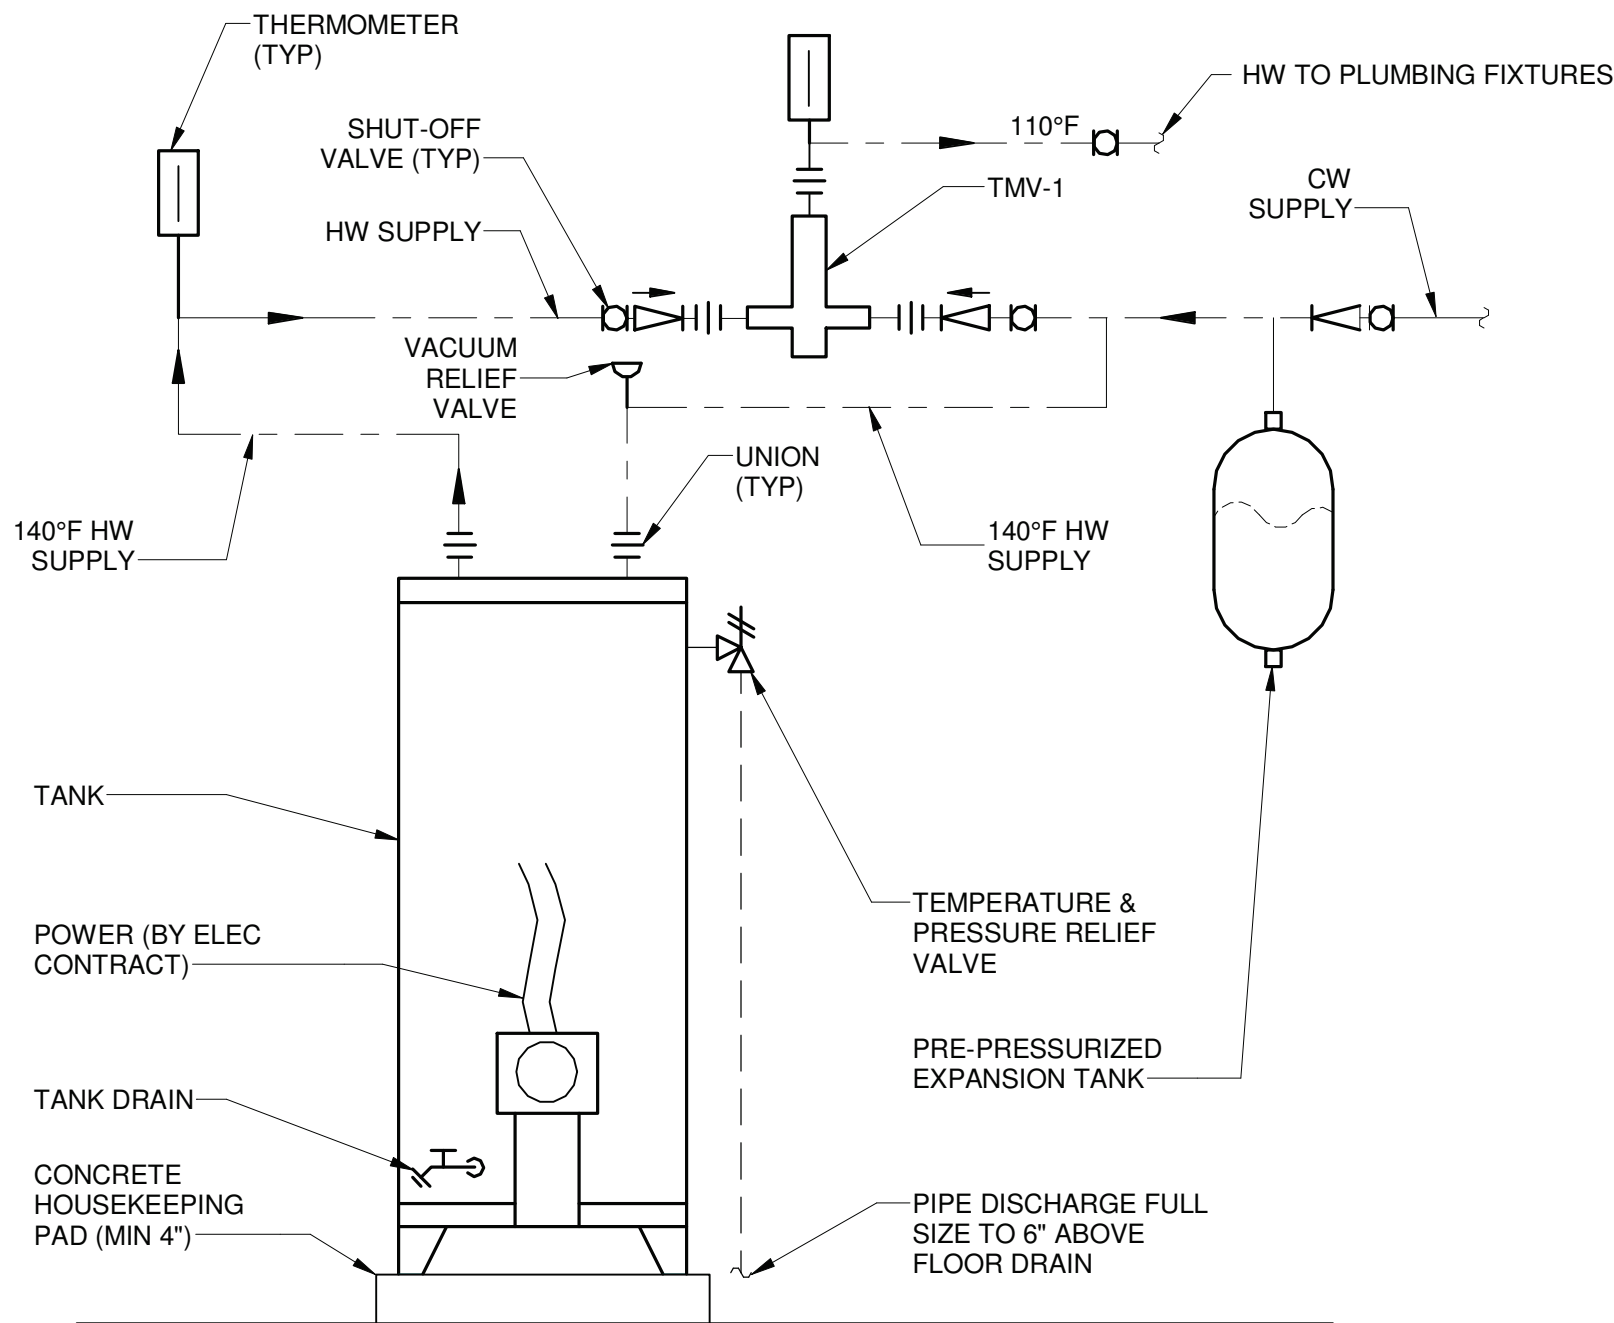 THERMOMETER
(TYP)
HW TO PLUMBING FIXTURES
SHUT-OFF
VALVE (TYP)
110°F
TMV-1
CW
SUPPLY
HW SUPPLY
VACUUM
RELIEF
VALVE
UNION
(TYP)
140°F HW
SUPPLY
140°F HW
SUPPLY
TANK
TEMPERATURE &
PRESSURE RELIEF
VALVE
POWER (BY ELEC
CONTRACT)
PRE-PRESSURIZED
EXPANSION TANK
TANK DRAIN
CONCRETE
HOUSEKEEPING
PAD (MIN 4")
PIPE DISCHARGE FULL
SIZE TO 6" ABOVE
FLOOR DRAIN